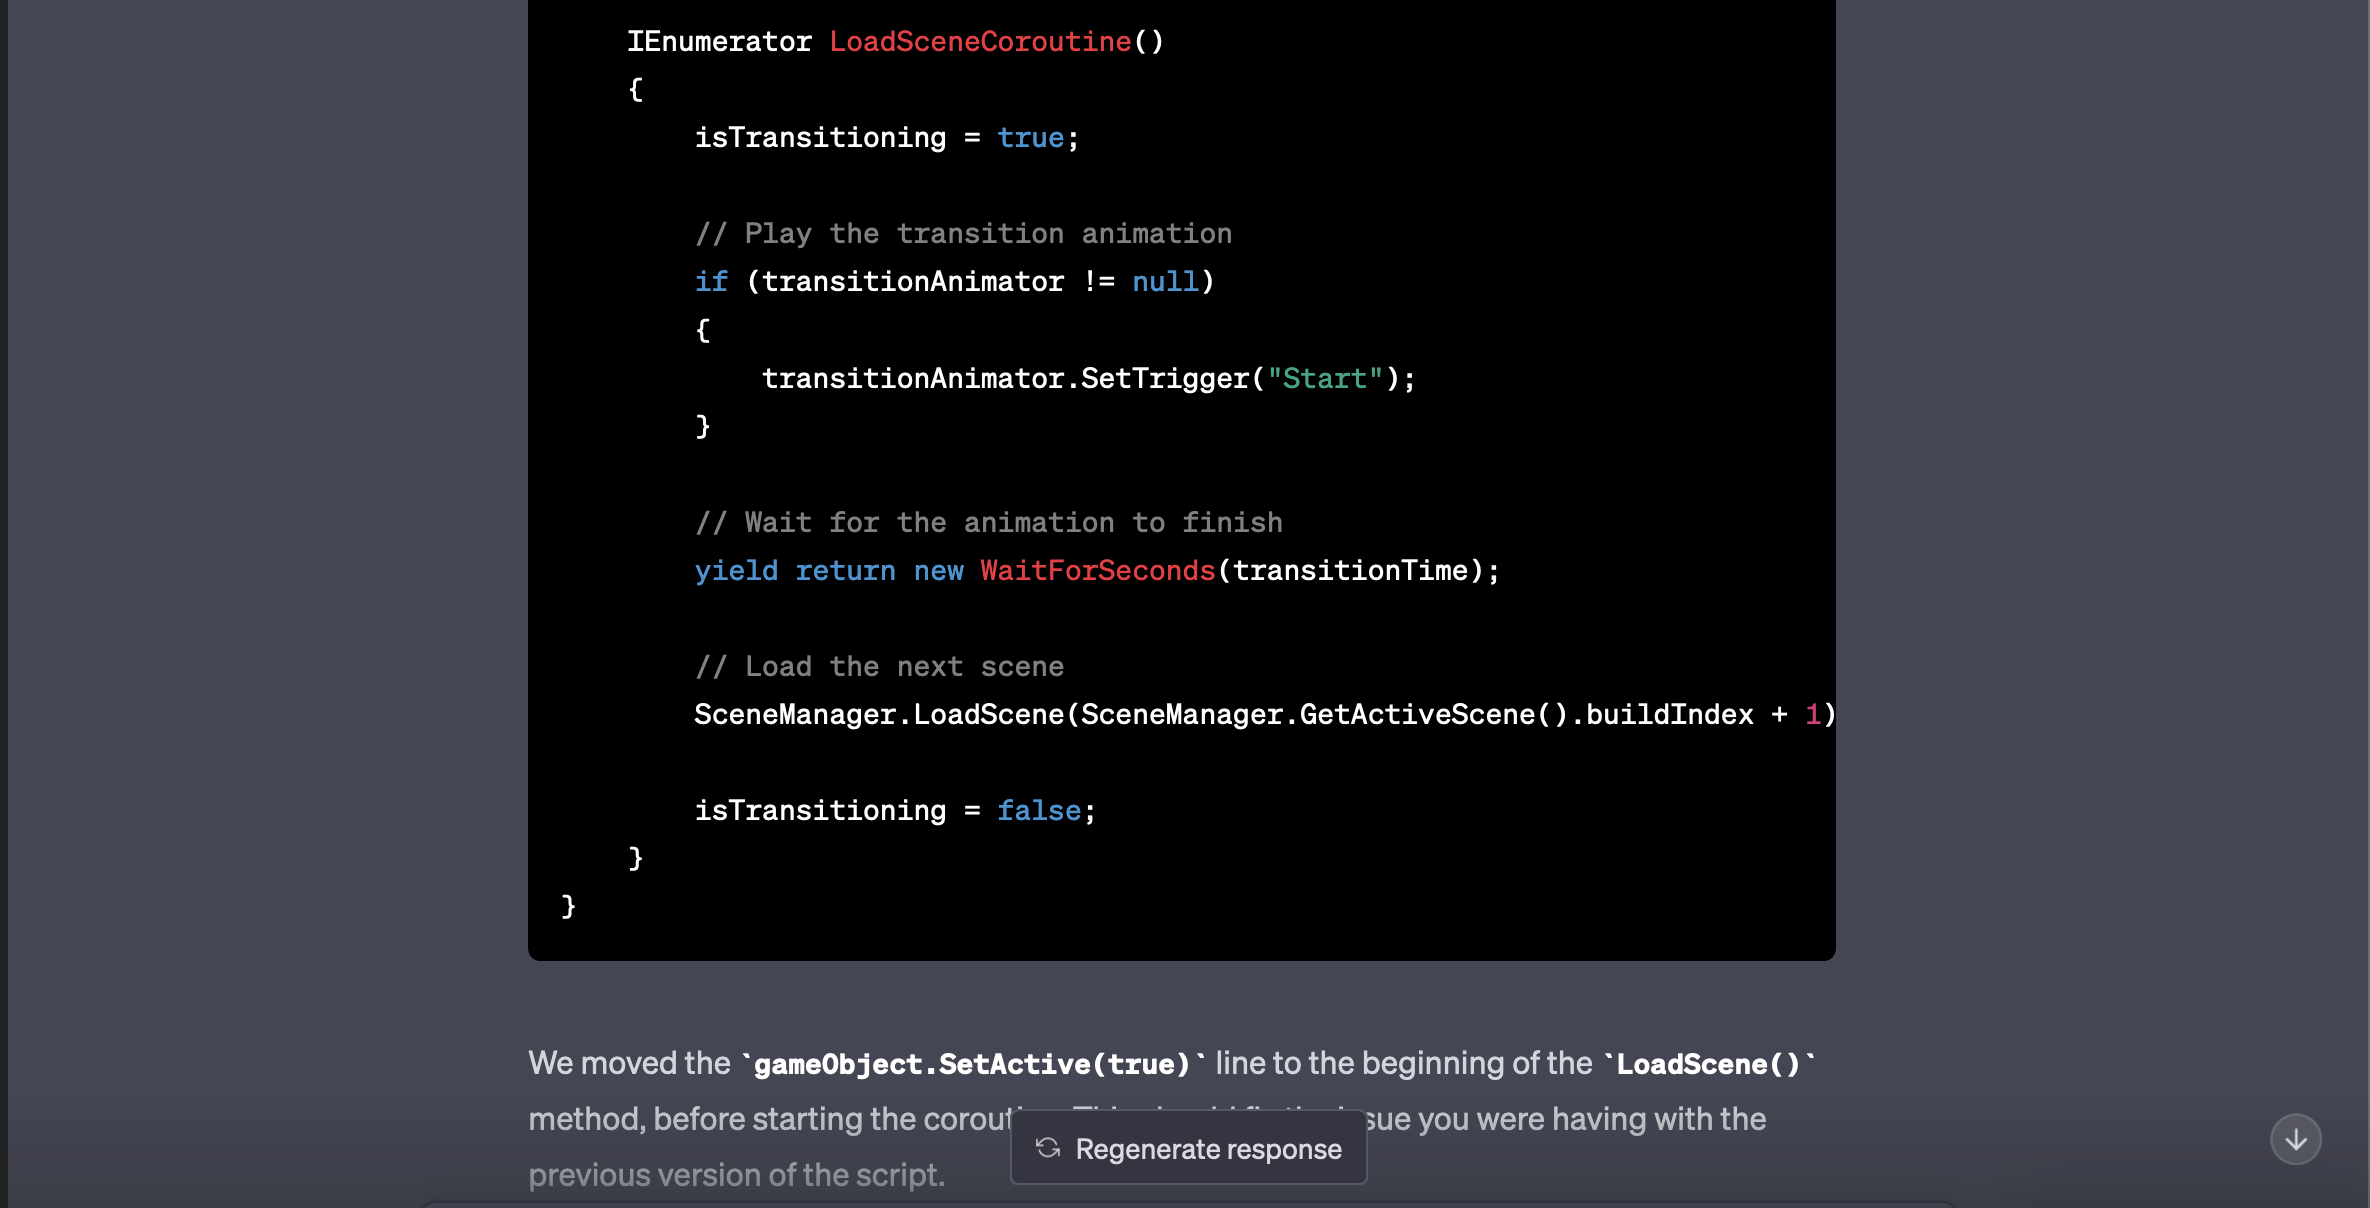 IEnumerator LoadSceneCoroutine()
{
isTransitioning = true;
// Play the transition animation
if (transitionAnimator != null)
{
transitionAnimator.SetTrigger("Start");
}
// Wait for the animation to finish
yield return new WaitForSeconds(transitionTime);
// Load the next scene
SceneManager.LoadScene(SceneManager.GetActiveScene().buildIndex + 1)
isTransitioning = false;
}
}
We moved the `gameObject.SetActive(true)` line to the beginning of the `LoadScene()`
method, before starting the you were having with the
Regenerate response
previous version of the script.